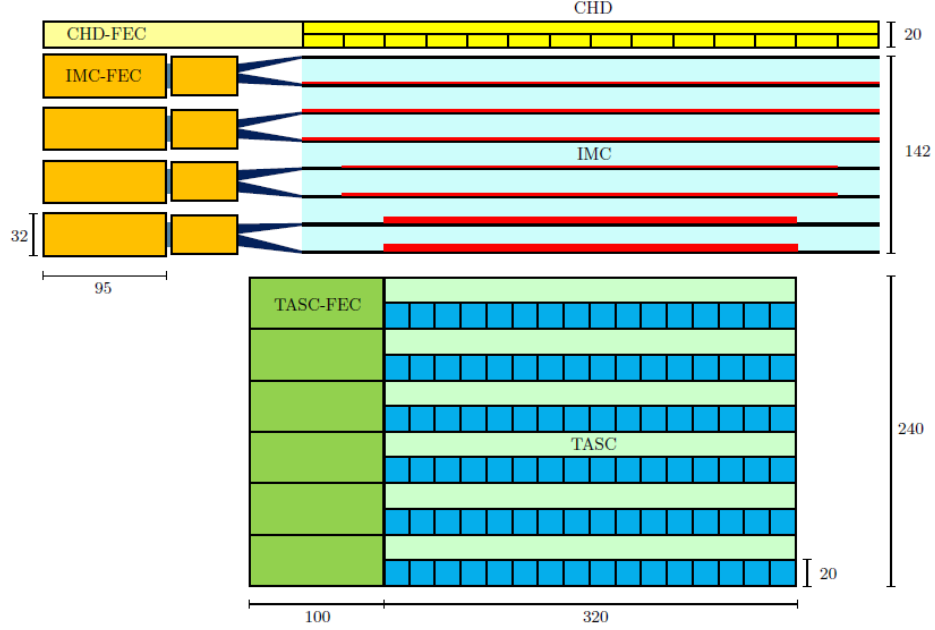 CHD
CHD-FEC
20
IMC-FEC
IMC
142
32
95
TASC-FEC
TASC
240
20
100
320